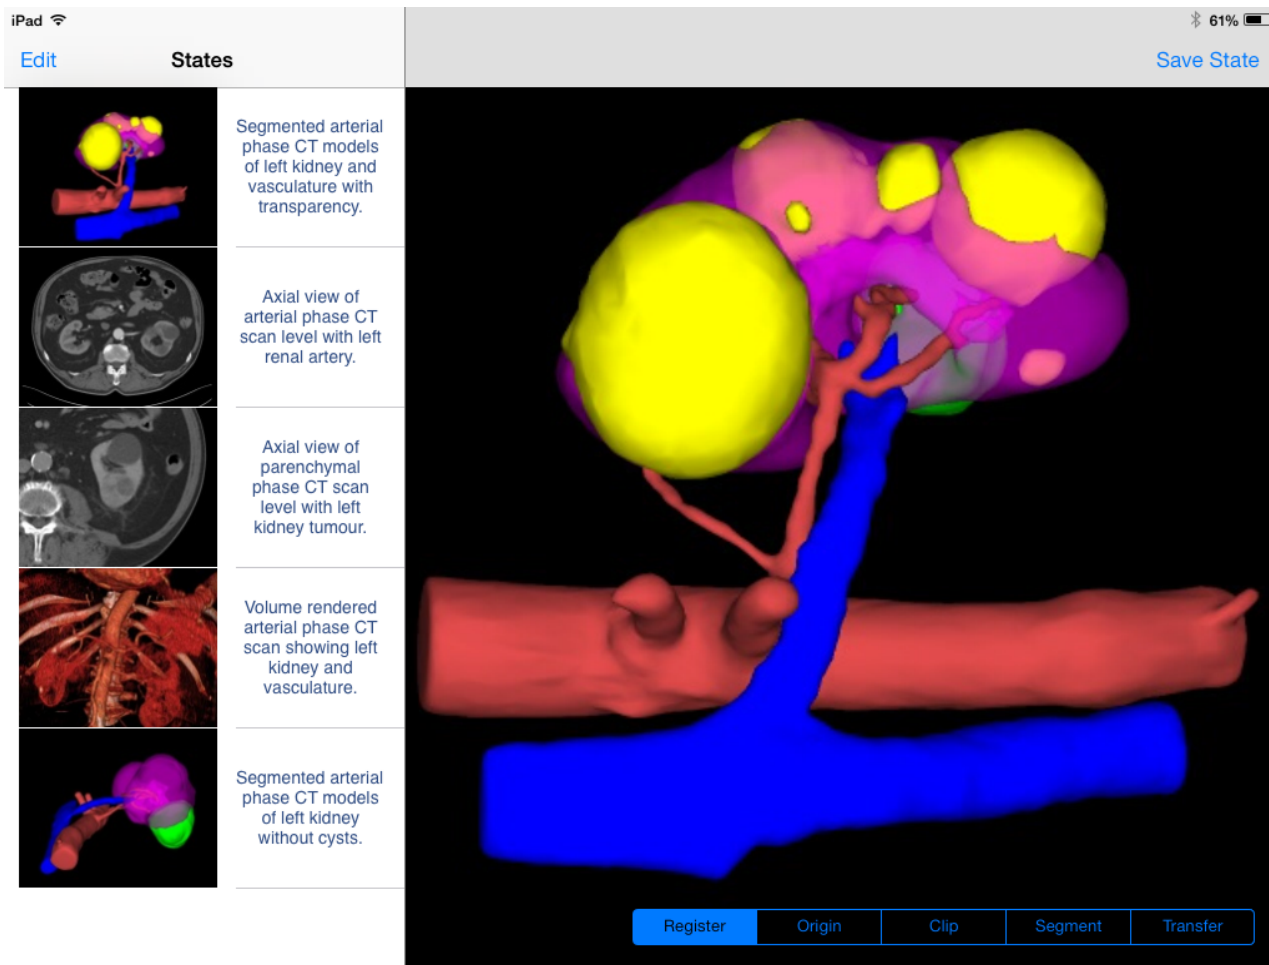 iPad
61%
Edit
States
Save State
Segmented arterial
phase CT models
of left kidney and
vasculature with
transparency.
Axial view of
arterial phase CT
scan level with left
renal artery.
Axial view of
parenchymal
phase CT scan
level with left
kidney tumour.
Volume rendered
arterial phase CT
scan showing left
kidney and
vasculature.
Segmented arterial
phase CT models
of left kidney
without cysts.
Register
Origin
Clip
Segment
Transfer